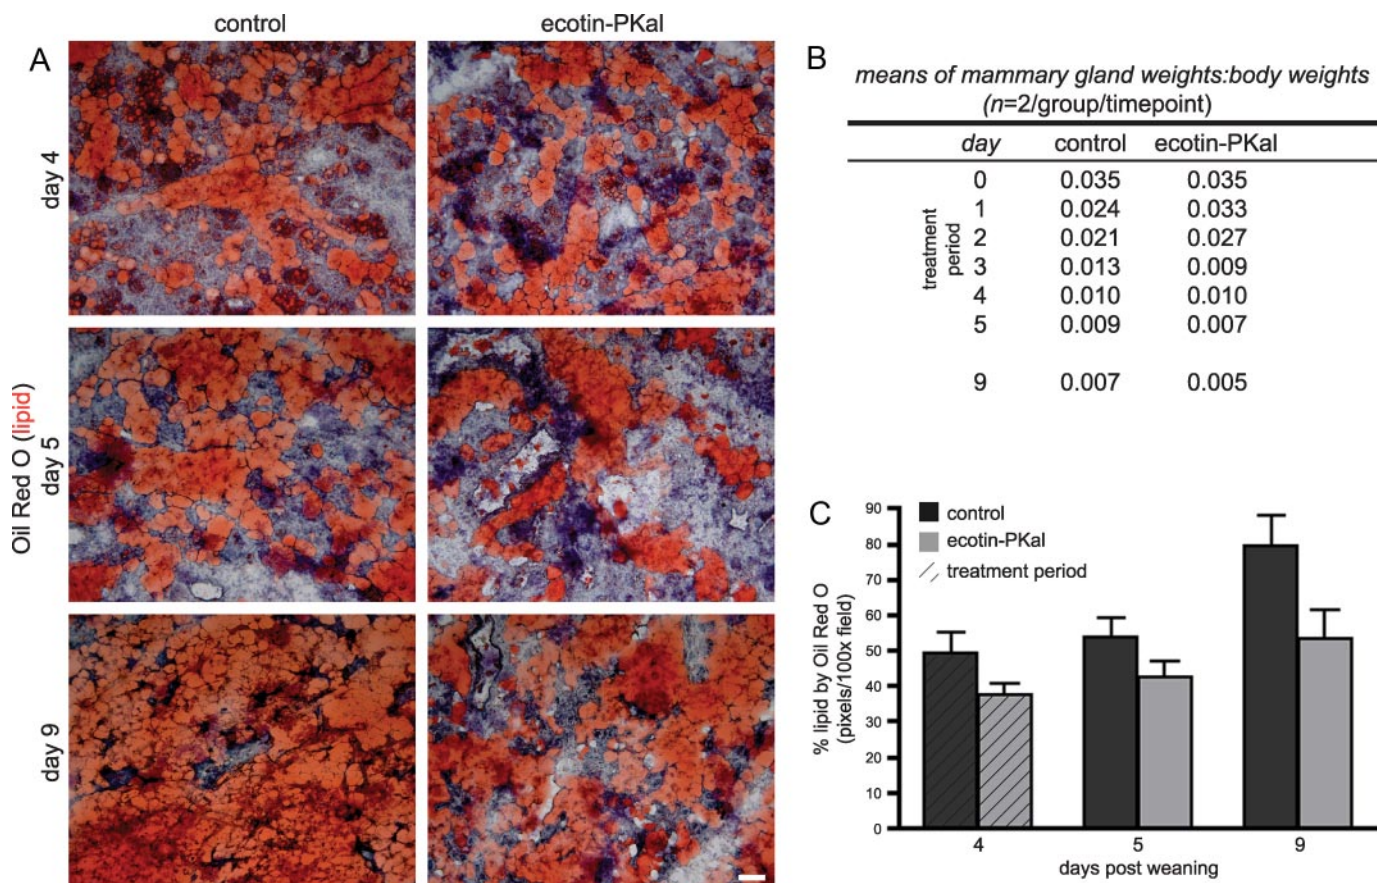 control
ecotin-PKal
A
day 4
day 5
day 9
Oil Red O (lipid)
B
means of mammary gland weights:body weights
(n=2/group/timepoint)
day control ecotin-PKal
treatment
period
0 0.035 0.035
1 0.024 0.033
2 0.021 0.027
3 0.013 0.009
4 0.010 0.010
5 0.009 0.007
9 0.007 0.005
C
control
ecotin-PKal
treatment period
% lipid by Oil Red O
(pixels/100x field)
90
80
70
60
50
40
30
20
10
0
4 5 9
days post weaning